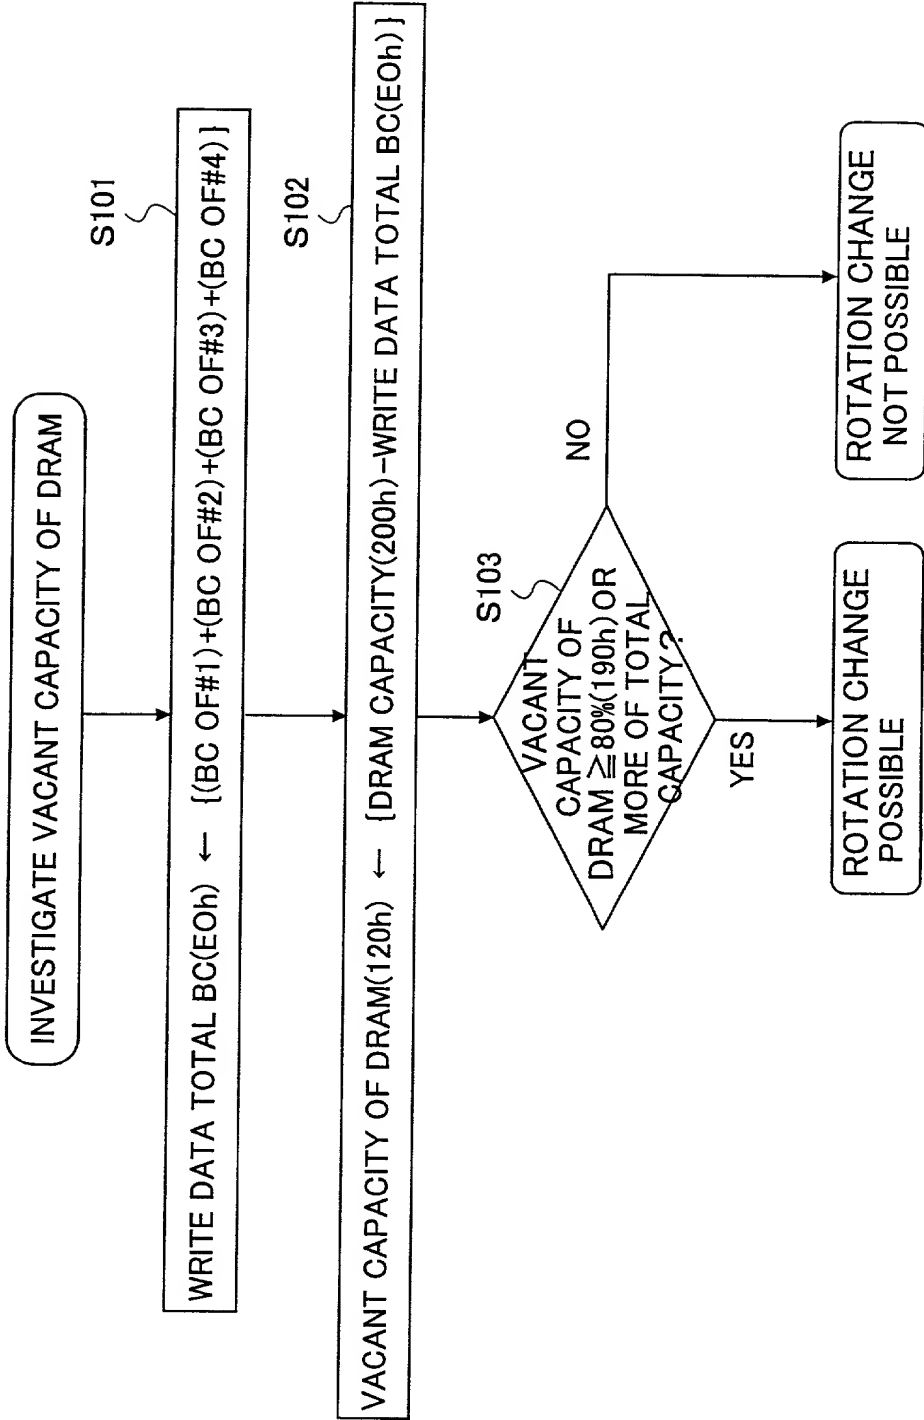 INVESTIGATE VACANT CAPACITY OF DRAM
S101
WRITE DATA TOTAL BC(EOh) ← {(BC OF#1)+(BC OF#2)+(BC OF#3)+(BC OF#4)}
S102
VACANT CAPACITY OF DRAM(120h) ← {DRAM CAPACITY(200h)-WRITE DATA TOTAL BC(EOh)}
S103
VACANT
CAPACITY OF
DRAM≧80%(190h)OR
MORE OF TOTAL
CAPACITY?
NO
YES
ROTATION CHANGE
POSSIBLE
ROTATION CHANGE
NOT POSSIBLE